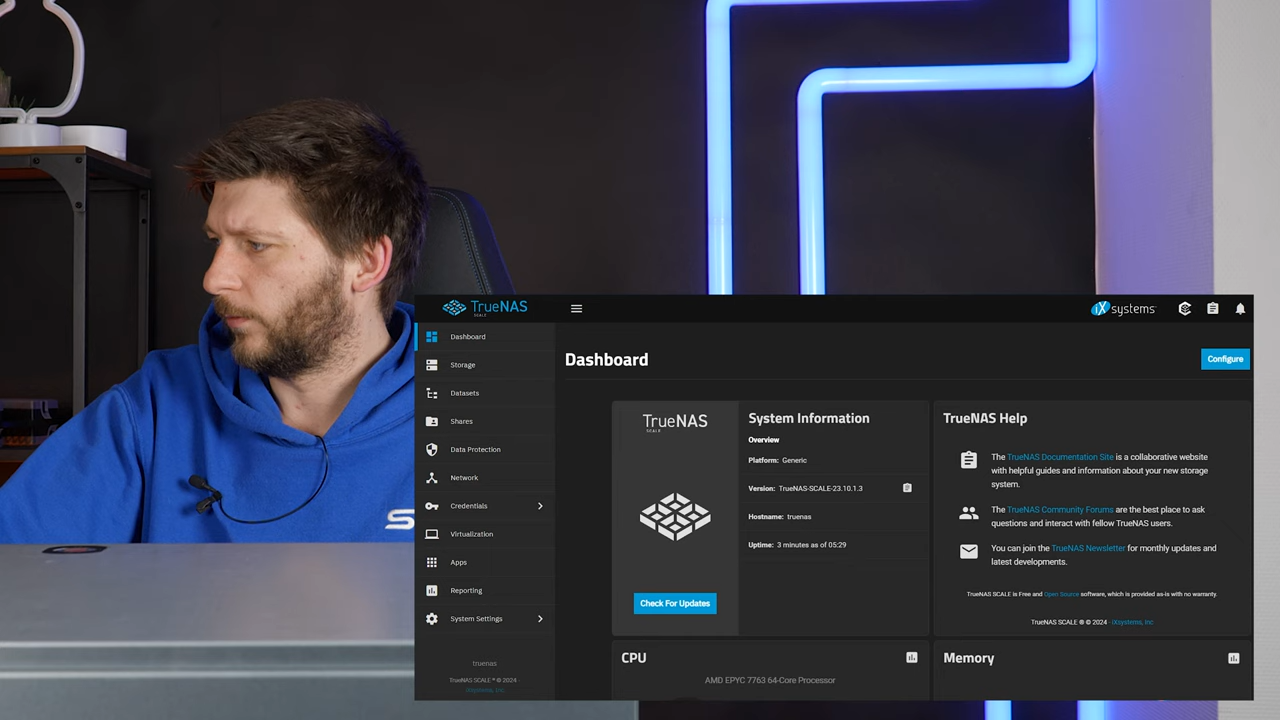 TrueNAS
SCALE
iXsystems
Dashboard
Storage
Datasets
Shares
Data Protection
Network
Credentials
Virtualization
Apps
Reporting
System Settings
truenas
TrueNAS SCALE ® © 2024 -
iXsystems, Inc.
Dashboard
Configure
TrueNAS
SCALE
Check For Updates
System Information
Overview
Platform: Generic
Version: TrueNAS-SCALE-23.10.1.3
Hostname: truenas
Uptime: 3 minutes as of 05:29
TrueNAS Help
The TrueNAS Documentation Site is a collaborative website
with helpful guides and information about your new storage
system.
The TrueNAS Community Forums are the best place to ask
questions and interact with fellow TrueNAS users.
You can join the TrueNAS Newsletter for monthly updates and
latest developments.
TrueNAS SCALE is Free and Open Source software, which is provided as-is with no warranty.
TrueNAS SCALE ® © 2024 - iXsystems, Inc
CPU
AMD EPYC 7763 64-Core Processor
Memory